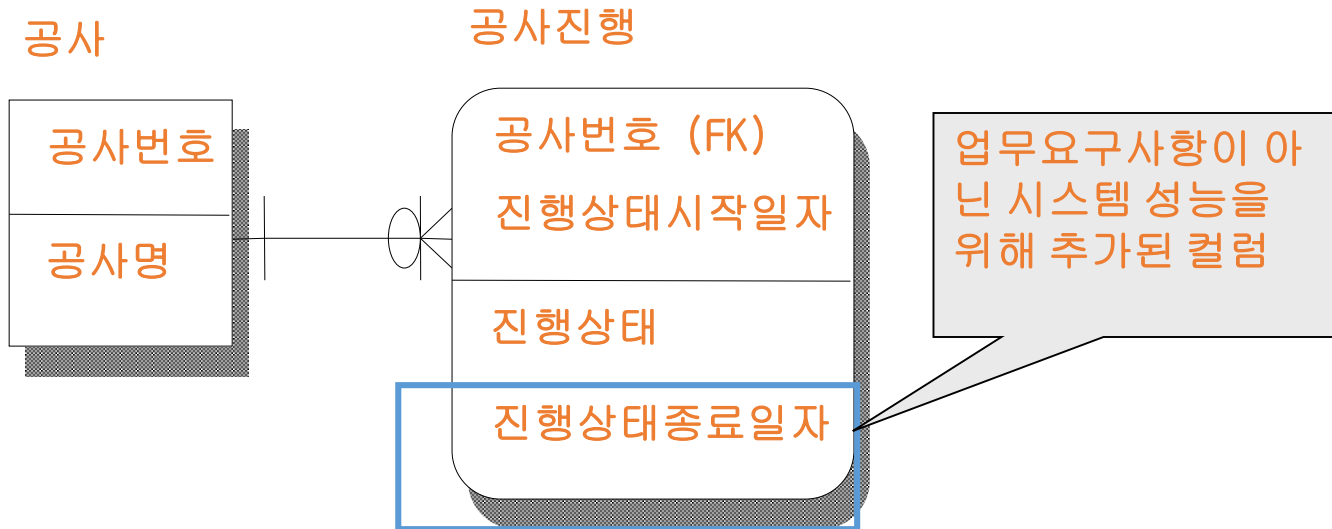 공사
공사진행
공사번호
공사명
공사번호 (FK)
진행상태시작일자
진행상태
진행상태종료일자
업무요구사항이 아
닌 시스템 성능을
위해 추가된 컬럼